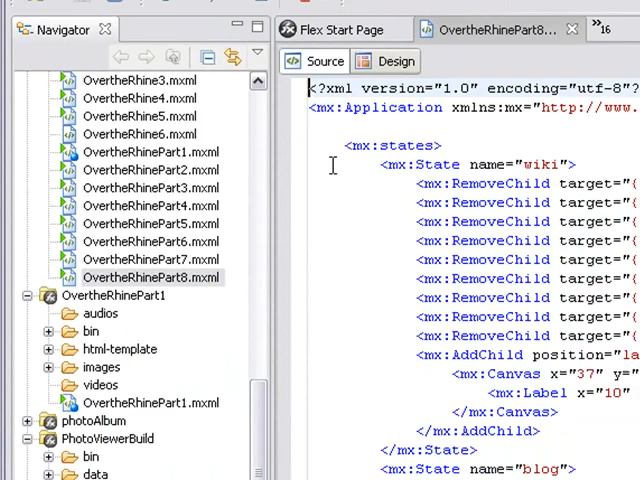 Navigator
Flex Start Page
OvertheRhinePart8...
16
Source
Design
OvertheRhine3.mxml
OvertheRhine4.mxml
OvertheRhine5.mxml
OvertheRhine6.mxml
OvertheRhinePart1.mxml
OvertheRhinePart2.mxml
OvertheRhinePart3.mxml
OvertheRhinePart4.mxml
OvertheRhinePart5.mxml
OvertheRhinePart6.mxml
OvertheRhinePart7.mxml
OvertheRhinePart8.mxml
OvertheRhinePart1
audios
bin
html-template
images
videos
OvertheRhinePart1.mxml
photoAlbum
PhotoViewerBuild
bin
data
<?xml version="1.0" encoding="utf-8"?
<mx:Application xmlns:mx="http://www.
<mx:states>
<mx:State name="wiki">
<mx:RemoveChild target="{
<mx:RemoveChild target="{
<mx:RemoveChild target="{
<mx:RemoveChild target="{
<mx:RemoveChild target="{
<mx:RemoveChild target="{
<mx:RemoveChild target="{
<mx:RemoveChild target="{
<mx:RemoveChild target="{
<mx:AddChild position="la
<mx:Canvas x="37" y="
<mx:Label x="10"
</mx:Canvas>
</mx:AddChild>
</mx:State>
<mx:State name="blog">